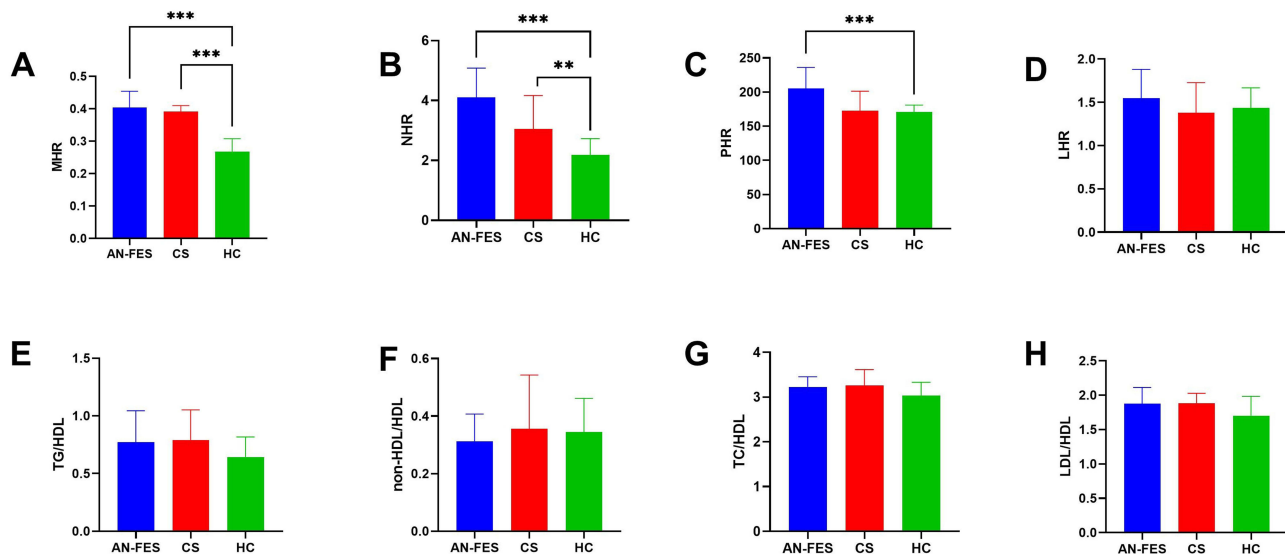 A
***
***
0.5
0.4
0.3
0.2
0.1
0.0
MHR
AN-FES CS HC
B
***
**
6
4
2
0
NHR
AN-FES CS HC
C
***
250
200
150
100
50
0
PHR
AN-FES CS HC
D
2.0
1.5
1.0
0.5
0.0
LHR
AN-FES CS HC
E
1.5
1.0
0.5
0.0
TG/HDL
AN-FES CS HC
F
0.6
0.4
0.2
0.0
non-HDL/HDL
AN-FES CS HC
G
4
3
2
1
0
TC/HDL
AN-FES CS HC
H
2.5
2.0
1.5
1.0
0.5
0.0
LDL/HDL
AN-FES CS HC